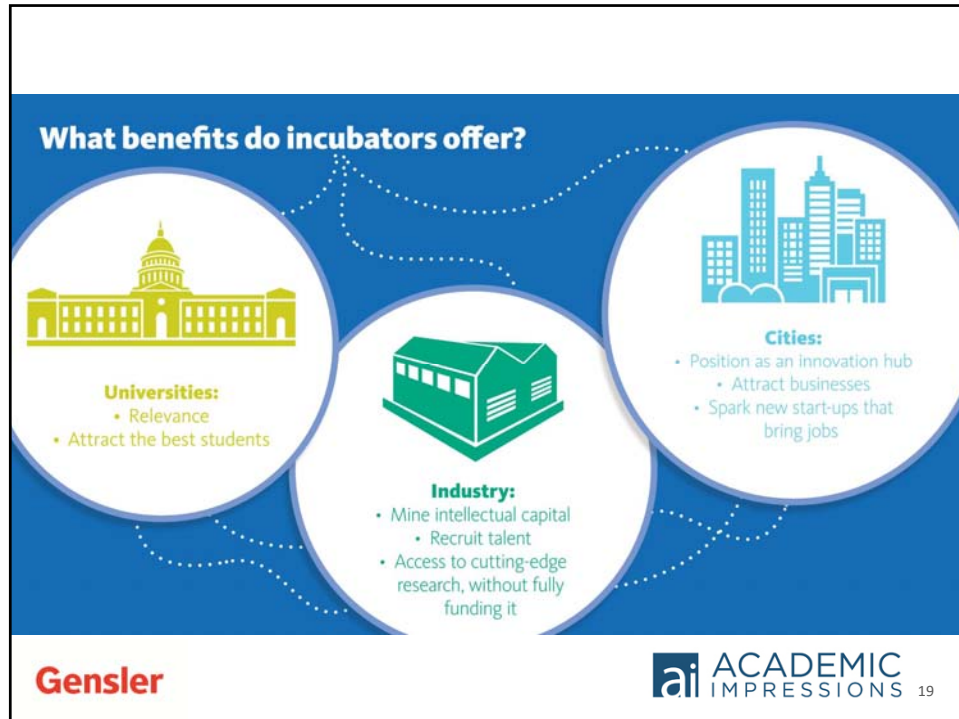 What benefits do incubators offer?
Universities:
• Relevance
• Attract the best students
Industry:
• Mine intellectual capital
• Recruit talent
• Access to cutting-edge
research, without fully
funding it
Cities:
• Position as an innovation hub
• Attract businesses
• Spark new start-ups that
bring jobs
Gensler
ai ACADEMIC
IMPRESSIONS
19